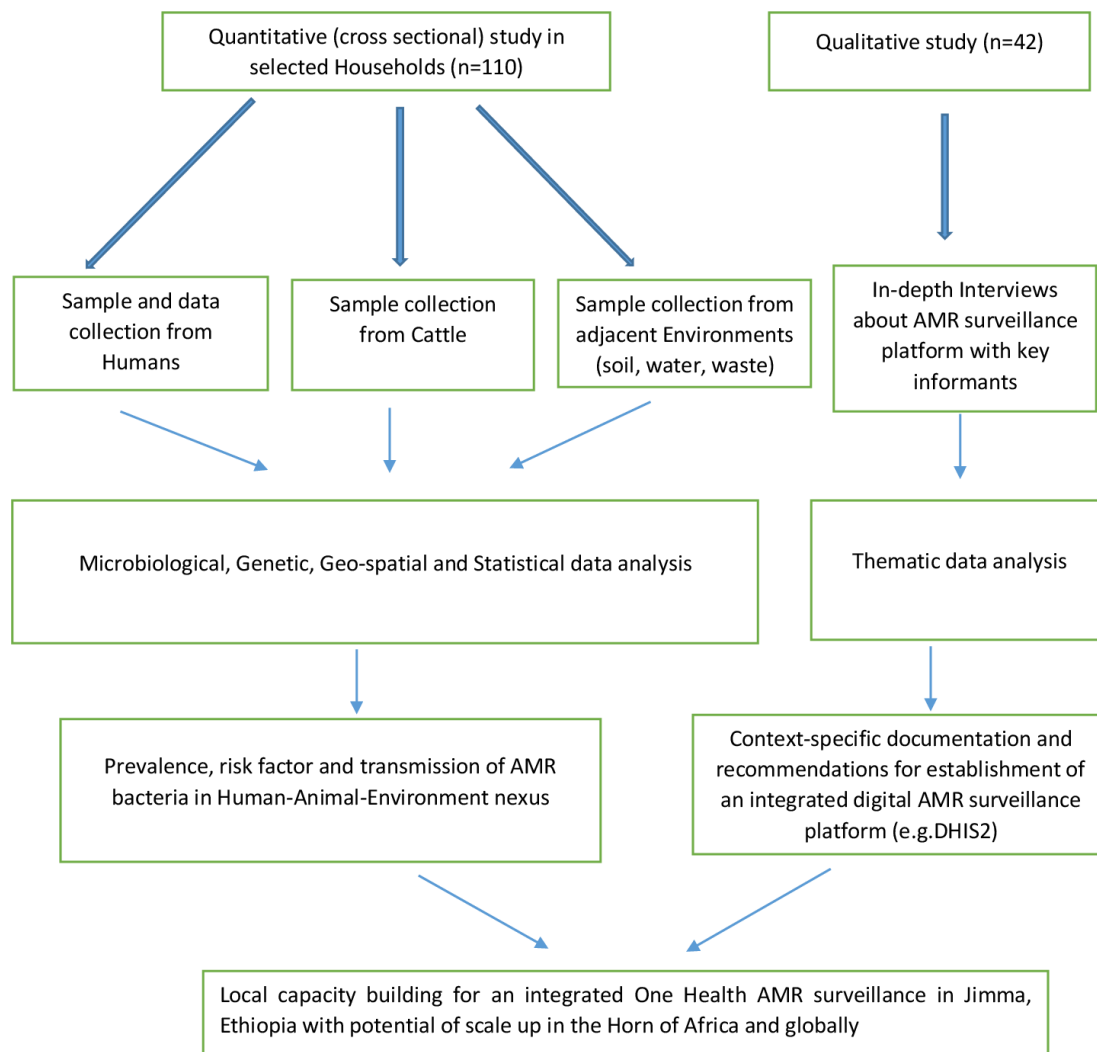 Quantitative (cross sectional) study in
selected Households (n=110)
Qualitative study (n=42)
Sample and data
collection from
Humans
Sample collection
from Cattle
Sample collection from
adjacent Environments
(soil, water, waste)
In-depth Interviews
about AMR surveillance
platform with key
informants
Microbiological, Genetic, Geo-spatial and Statistical data analysis
Thematic data analysis
Prevalence, risk factor and transmission of AMR
bacteria in Human-Animal-Environment nexus
Context-specific documentation and
recommendations for establishment of
an integrated digital AMR surveillance
platform (e.g.DHIS2)
Local capacity building for an integrated One Health AMR surveillance in Jimma,
Ethiopia with potential of scale up in the Horn of Africa and globally